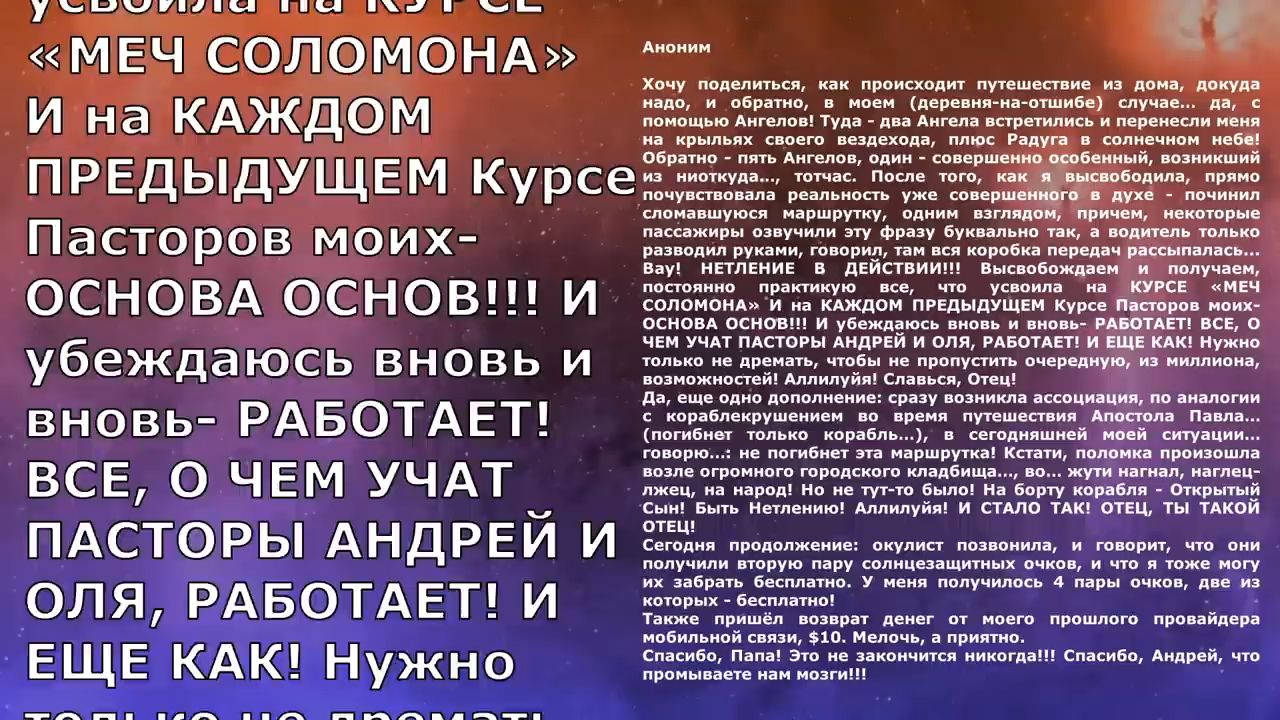 усвоила на КУРСЕ
«МЕЧ СОЛОМОНА»
И на КАЖДОМ
ПРЕДЫДУЩЕМ Курсе
Пасторов моих-
ОСНОВА ОСНОВ!!! И
убеждаюсь вновь и
вновь- РАБОТАЕТ!
ВСЕ, О ЧЕМ УЧАТ
ПАСТОРЫ АНДРЕЙ И
ОЛЯ, РАБОТАЕТ! И
ЕЩЕ КАК! Нужно
только не дремать,
Аноним
Хочу поделиться, как происходит путешествие из дома, докуда
надо, и обратно, в моем (деревня-на-отшибе) случае... да, с
помощью Ангелов! Туда - два Ангела встретились и перенесли меня
на крыльях своего вездехода, плюс Радуга в солнечном небе!
Обратно - пять Ангелов, один - совершенно особенный, возникший
из ниоткуда..., тотчас. После того, как я высвободила, прямо
почувствовала реальность уже совершенного в духе - починил
сломавшуюся маршрутку, одним взглядом, причем, некоторые
пассажиры озвучили эту фразу буквально так, а водитель только
разводил руками, говорил, там вся коробка передач рассыпалась...
Вау! НЕТЛЕНИЕ В ДЕЙСТВИИ!!! Высвобождаем и получаем,
постоянно практикую все, что усвоила на КУРСЕ «МЕЧ
СОЛОМОНА» И на КАЖДОМ ПРЕДЫДУЩЕМ Курсе Пасторов моих-
ОСНОВА ОСНОВ!!! И убеждаюсь вновь и вновь- РАБОТАЕТ! ВСЕ, О
ЧЕМ УЧАТ ПАСТОРЫ АНДРЕЙ И ОЛЯ, РАБОТАЕТ! И ЕЩЕ КАК! Нужно
только не дремать, чтобы не пропустить очередную, из миллиона,
возможностей! Аллилуйя! Славься, Отец!
Да, еще одно дополнение: сразу возникла ассоциация, по аналогии
с кораблекрушением во время путешествия Апостола Павла...
(погибнет только корабль...), в сегодняшней моей ситуации...
говорю...: не погибнет эта маршрутка! Кстати, поломка произошла
возле огромного городского кладбища..., во... жути нагнал, наглец-
лжец, на народ! Но не тут-то было! На борту корабля - Открытый
Сын! Быть Нетлению! Аллилуйя! И СТАЛО ТАК! ОТЕЦ, ТЫ ТАКОЙ
ОТЕЦ!
Сегодня продолжение: окулист позвонила, и говорит, что они
получили вторую пару солнцезащитных очков, и что я тоже могу
их забрать бесплатно. У меня получилось 4 пары очков, две из
которых - бесплатно!
Также пришёл возврат денег от моего прошлого провайдера
мобильной связи, $10. Мелочь, а приятно.
Спасибо, Папа! Это не закончится никогда!!! Спасибо, Андрей, что
промываете нам мозги!!!